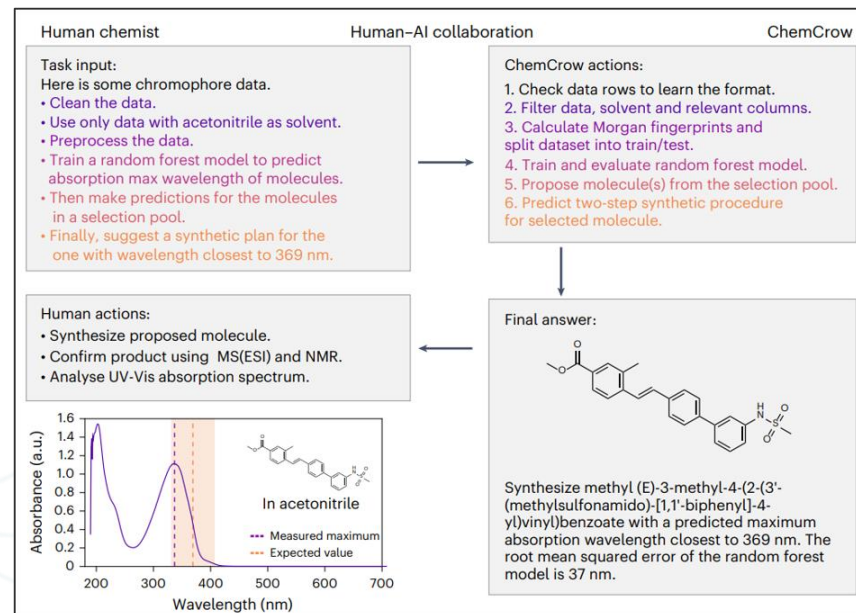 Human chemist
Human–AI collaboration
ChemCrow
Task input:
Here is some chromophore data.
• Clean the data.
• Use only data with acetonitrile as solvent.
• Preprocess the data.
• Train a random forest model to predict
absorption max wavelength of molecules.
• Then make predictions for the molecules
in a selection pool.
• Finally, suggest a synthetic plan for the
one with wavelength closest to 369 nm.
ChemCrow actions:
1. Check data rows to learn the format.
2. Filter data, solvent and relevant columns.
3. Calculate Morgan fingerprints and
split dataset into train/test.
4. Train and evaluate random forest model.
5. Propose molecule(s) from the selection pool.
6. Predict two-step synthetic procedure
for selected molecule.
Human actions:
• Synthesize proposed molecule.
• Confirm product using MS(ESI) and NMR.
• Analyse UV-Vis absorption spectrum.
Absorbance (a.u.)
1.6
1.4
1.2
1.0
0.8
0.6
0.4
0.2
0
200
300
400
500
600
700
Wavelength (nm)
O
O
NH
S
O
O
In acetonitrile
Measured maximum
Expected value
Final answer:
O
O
H
N
S
O
O
Synthesize methyl (E)-3-methyl-4-(2-(3'-
(methylsulfonamido)-[1,1'-biphenyl]-4-
yl)vinyl)benzoate with a predicted maximum
absorption wavelength closest to 369 nm. The
root mean squared error of the random forest
model is 37 nm.